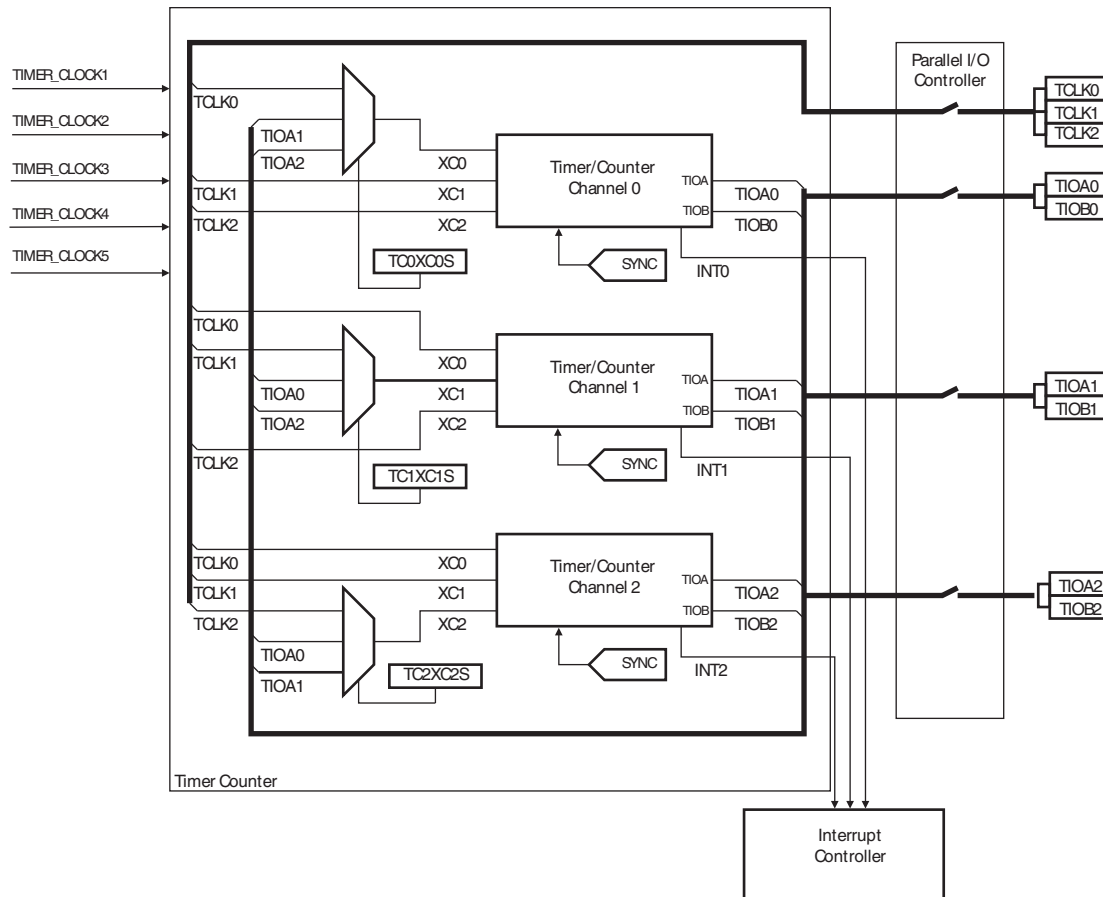 Parallel I/O
Controller
TIMER_CLOCK1
TIMER_CLOCK2
TIMER_CLOCK3
TIMER_CLOCK4
TIMER_CLOCK5
TCLK0
TIOA1
TIOA2
TCLK1
TCLK2
XC0
XC1
XC2
Timer/Counter
Channel 0
TIOA
TIOB
TIOA0
TIOB0
TC0XC0S
SYNC
INT0
TCLK0
TCLK1
TIOA0
TIOA2
TCLK2
XC0
XC1
XC2
Timer/Counter
Channel 1
TIOA
TIOB
TIOA1
TIOB1
TC1XC1S
SYNC
INT1
TCLK0
TCLK1
TCLK2
TIOA0
TIOA1
XC0
XC1
XC2
Timer/Counter
Channel 2
TIOA
TIOB
TIOA2
TIOB2
TC2XC2S
SYNC
INT2
TCLK0
TCLK1
TCLK2
TIOA0
TIOB0
TIOA1
TIOB1
TIOA2
TIOB2
Timer Counter
Interrupt
Controller